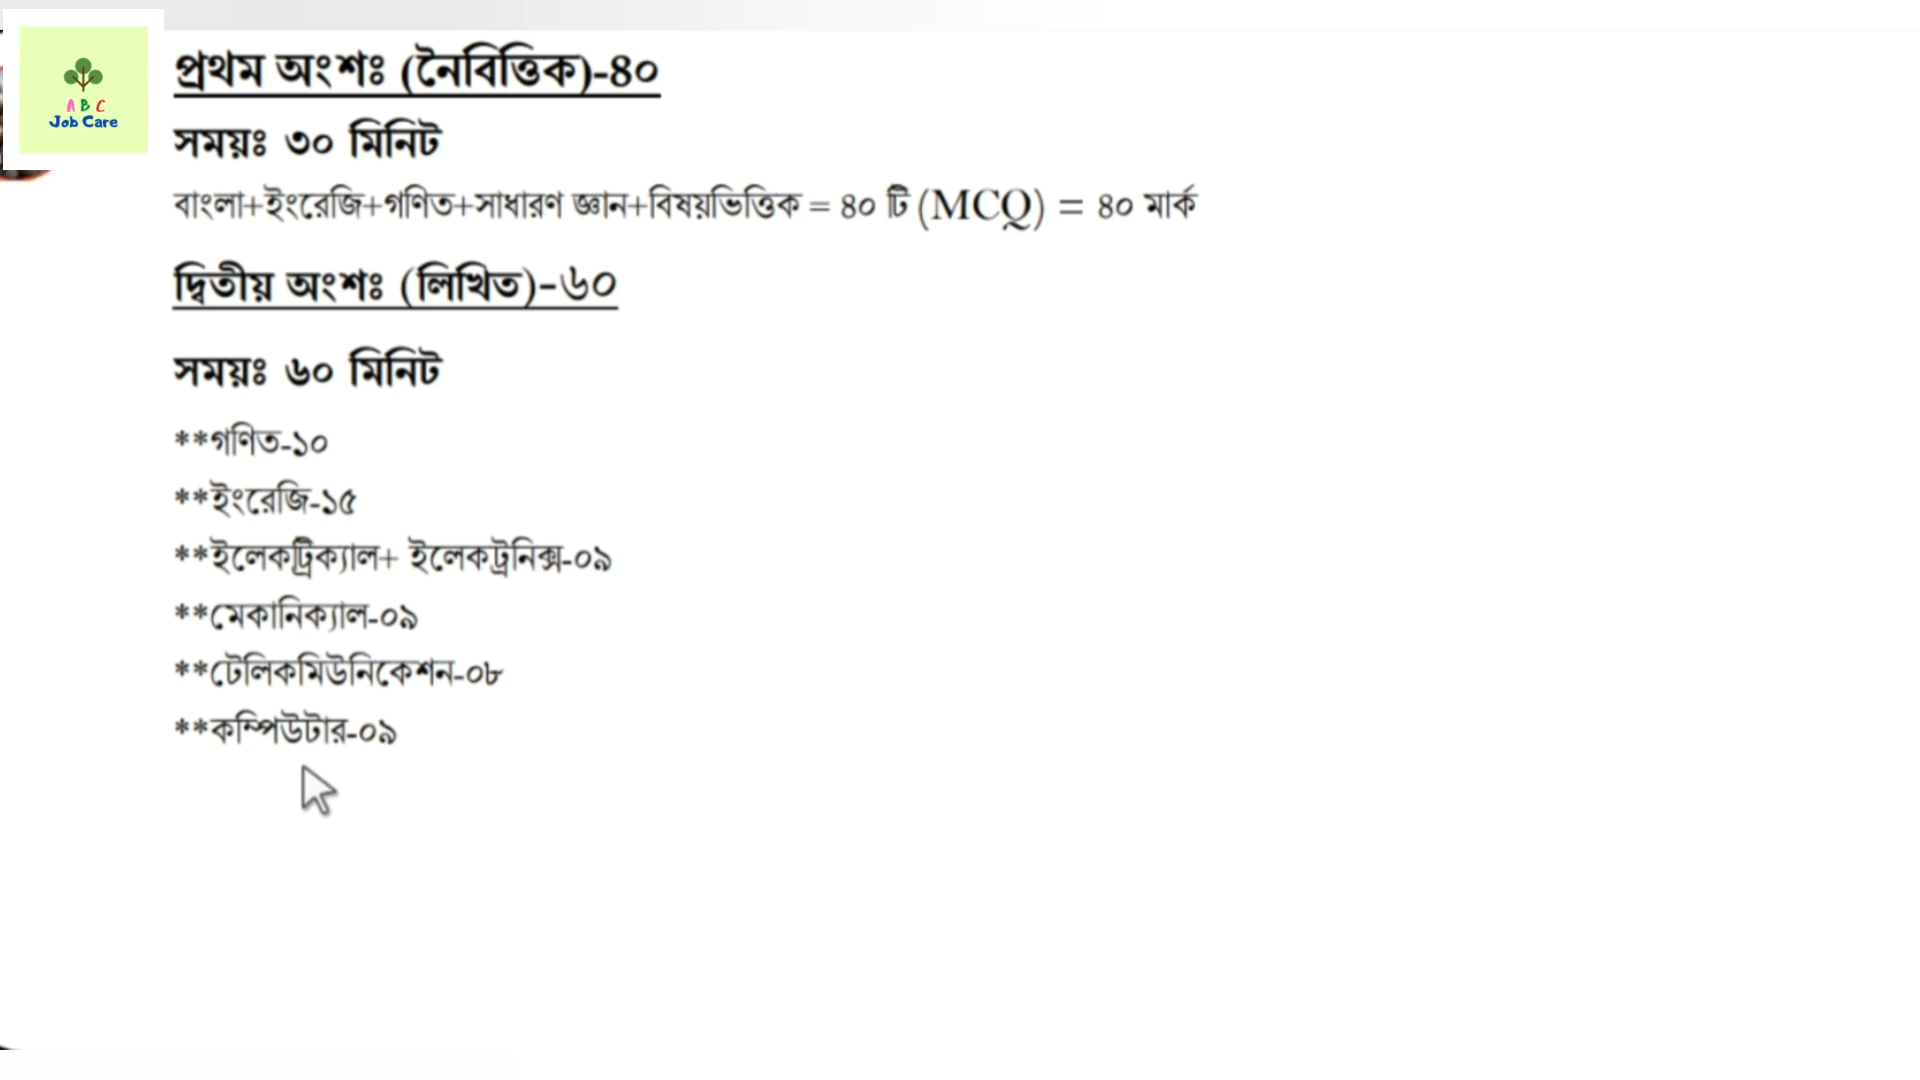 A B C
Job Care
প্রথম অংশঃ (নৈবিত্তিক)-৪০
সময়ঃ ৩০ মিনিট
বাংলা+ইংরেজি+গণিত+সাধারণ জ্ঞান+বিষয়ভিত্তিক = ৪০ টি (MCQ) = ৪০ মার্ক
দ্বিতীয় অংশঃ (লিখিত)-৬০
সময়ঃ ৬০ মিনিট
**গণিত-১০
**ইংরেজি-১৫
**ইলেকট্রিক্যাল+ ইলেকট্রনিক্স-০৯
**মেকানিক্যাল-০৯
**টেলিকমিউনিকেশন-০৮
**কম্পিউটার-০৯